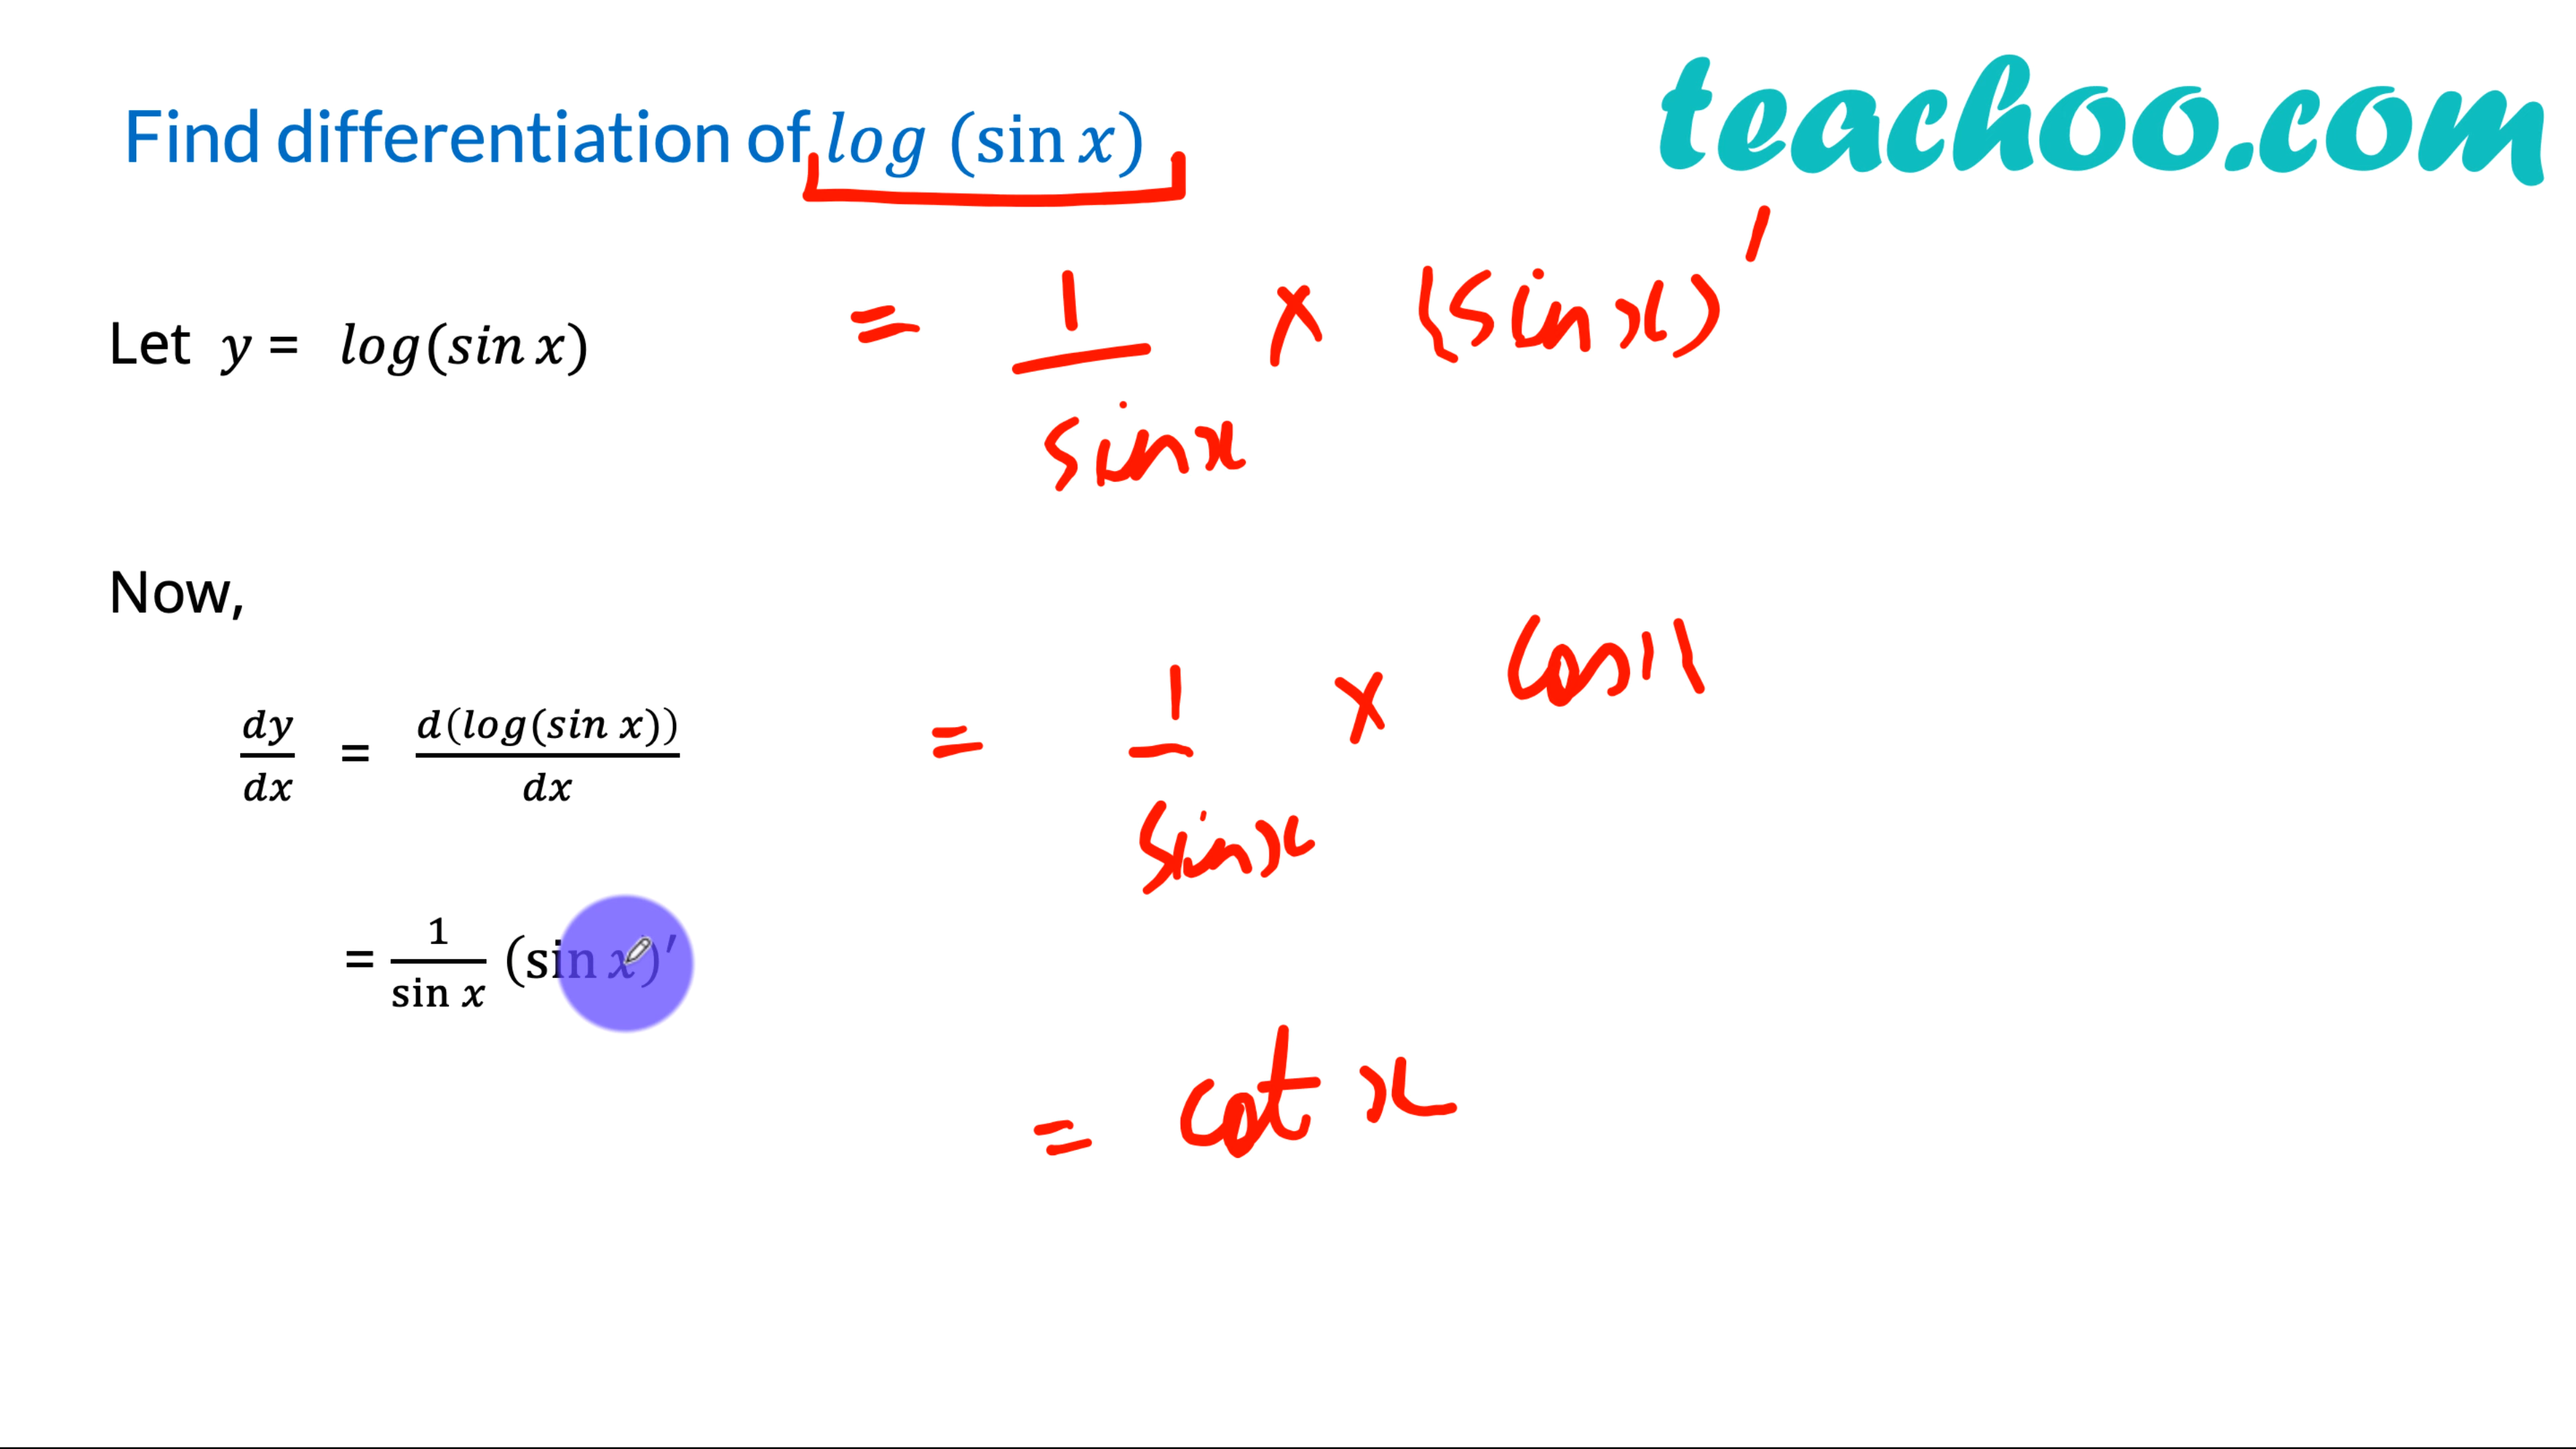 Find differentiation of log (sin x)
teachoo.com
Let y = log(sin x)
= 1/sinx × (sinx)'
Now,
dy/dx = d(log(sin x))/dx
= 1/sin x (sin x)′
= 1/sinx × cosx
= cot x